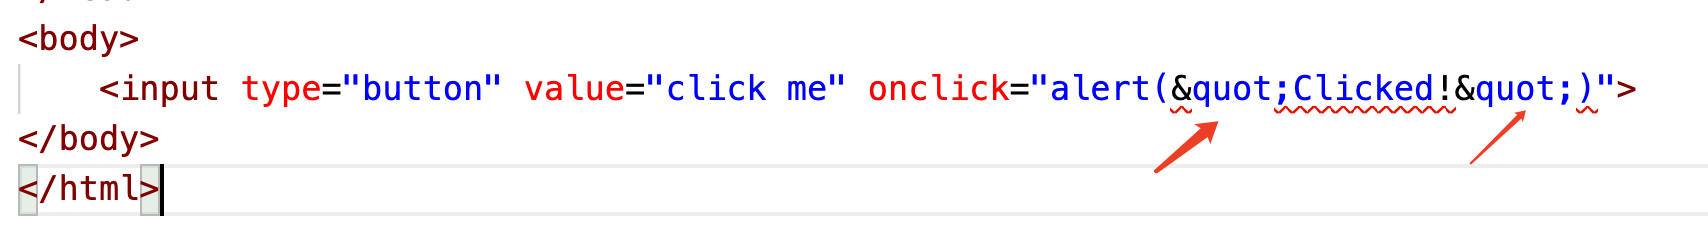 <body>
<input type="button" value="click me" onclick="alert(&quot;Clicked!&quot;)">
</body>
</html>